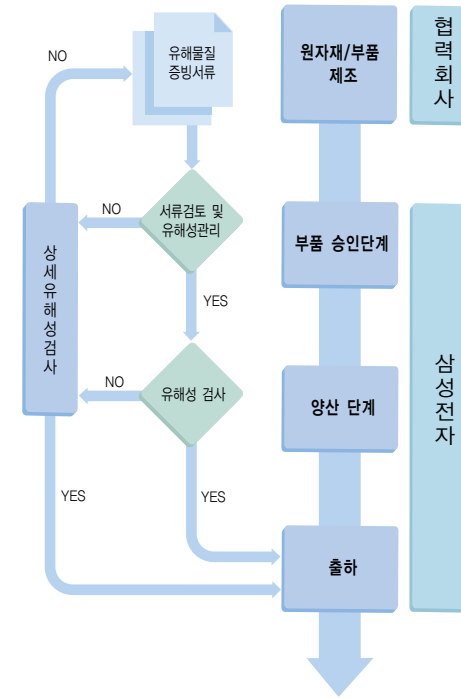 NO
유해물질
증빙서류
원자재/부품
제조
협력회사
NO
서류검토 및
유해성관리
부품 승인단계
상세유해성검사
YES
NO
유해성 검사
양산 단계
삼성전자
YES
YES
출하